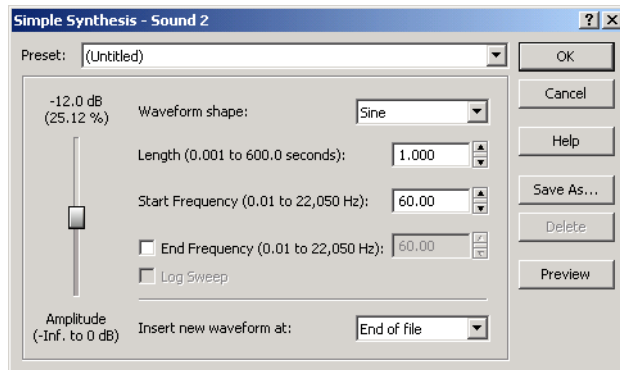 Simple Synthesis - Sound 2
Preset: (Untitled)
OK
Cancel
Help
Save As...
Delete
Preview
-12.0 dB
(25.12 %)
Waveform shape: Sine
Length (0.001 to 600.0 seconds): 1.000
Start Frequency (0.01 to 22,050 Hz): 60.00
End Frequency (0.01 to 22,050 Hz): 60.00
Log Sweep
Amplitude
(-Inf. to 0 dB)
Insert new waveform at: End of file